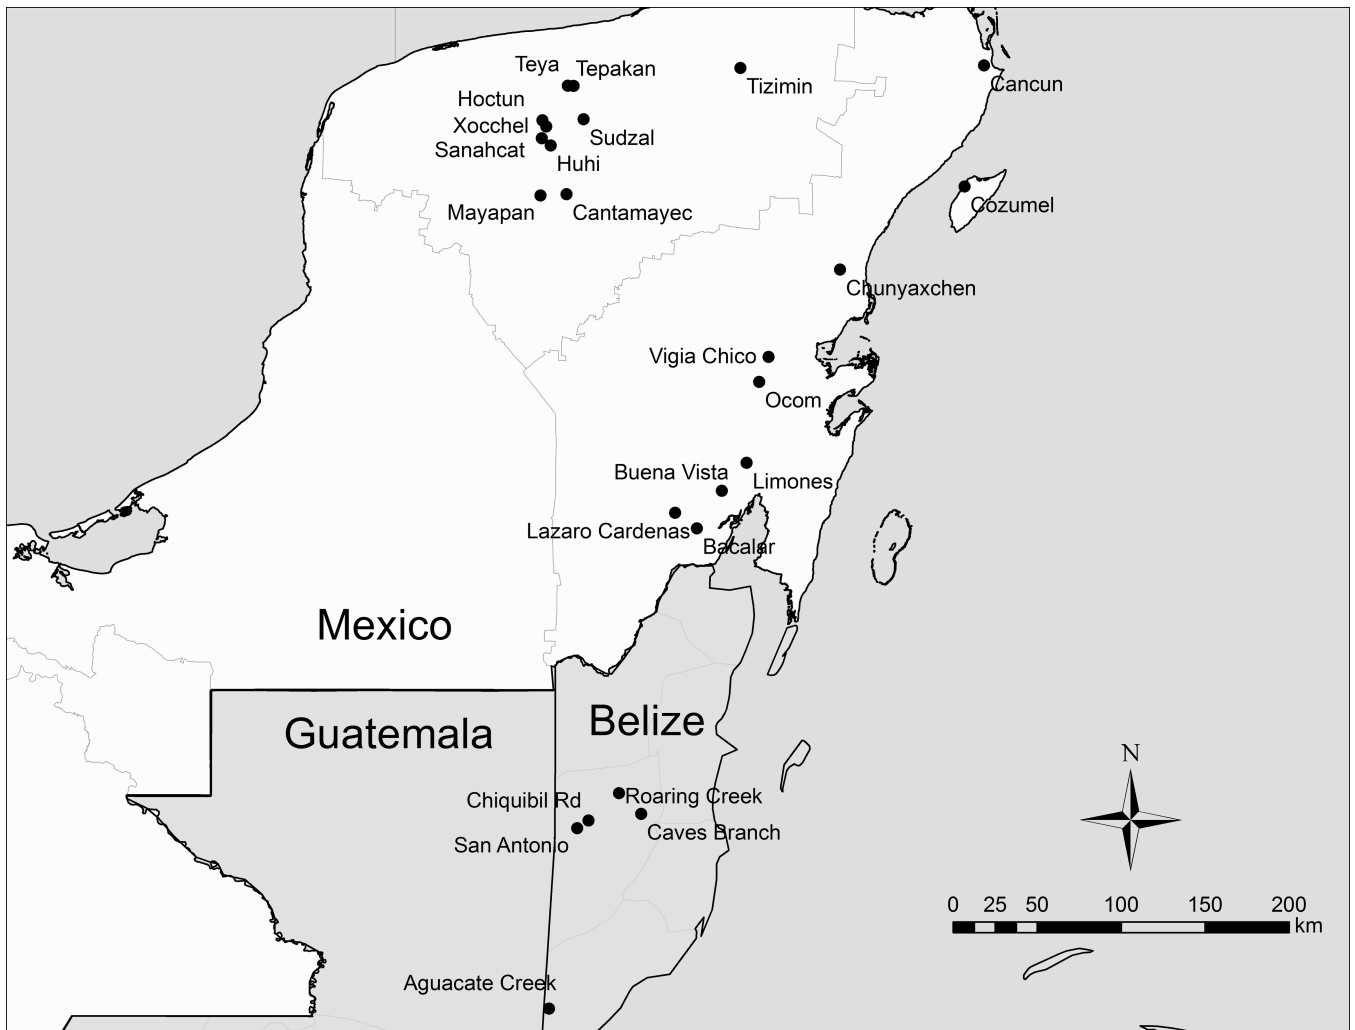 Teya
Tepakan
Tizimin
Cancun
Hoctun
Xocchel
Sudzal
Sanahcat
Huhi
Mayapan
Cantamayec
Cozumel
Chunyaxchen
Vigia Chico
Ocom
Buena Vista
Limones
Lazaro Cardenas
Bacalar
Mexico
Guatemala
Belize
N
Chiquibil Rd
Roaring Creek
Caves Branch
San Antonio
0 25 50 100 150 200
km
Aguacate Creek